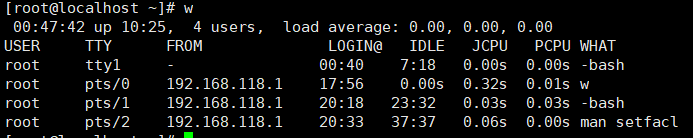 [root@localhost ~]# w
 00:47:42 up 10:25,  4 users,  load average: 0.00, 0.00, 0.00
USER     TTY      FROM             LOGIN@   IDLE   JCPU   PCPU WHAT
root     tty1     -                00:40    7:18   0.00s  0.00s -bash
root     pts/0    192.168.118.1    17:56    0.00s  0.32s  0.01s w
root     pts/1    192.168.118.1    20:18   23:32   0.03s  0.03s -bash
root     pts/2    192.168.118.1    20:33   37:37   0.06s  0.00s man setfacl
[root@localhost ~]#